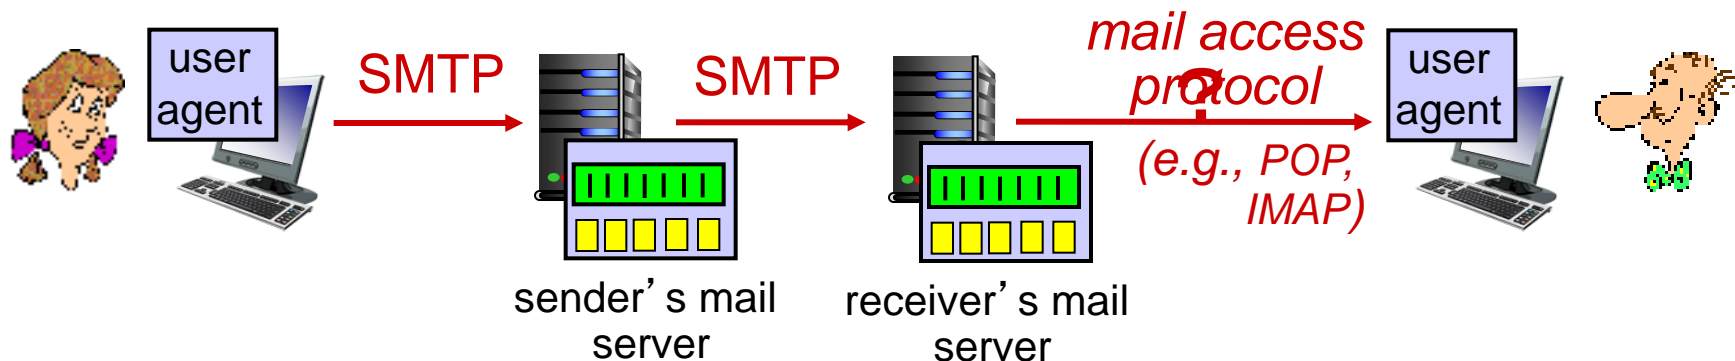 user
agent
SMTP
SMTP
mail access
protocol
?
(e.g., POP,
IMAP)
user
agent
sender’s mail
server
receiver’s mail
server